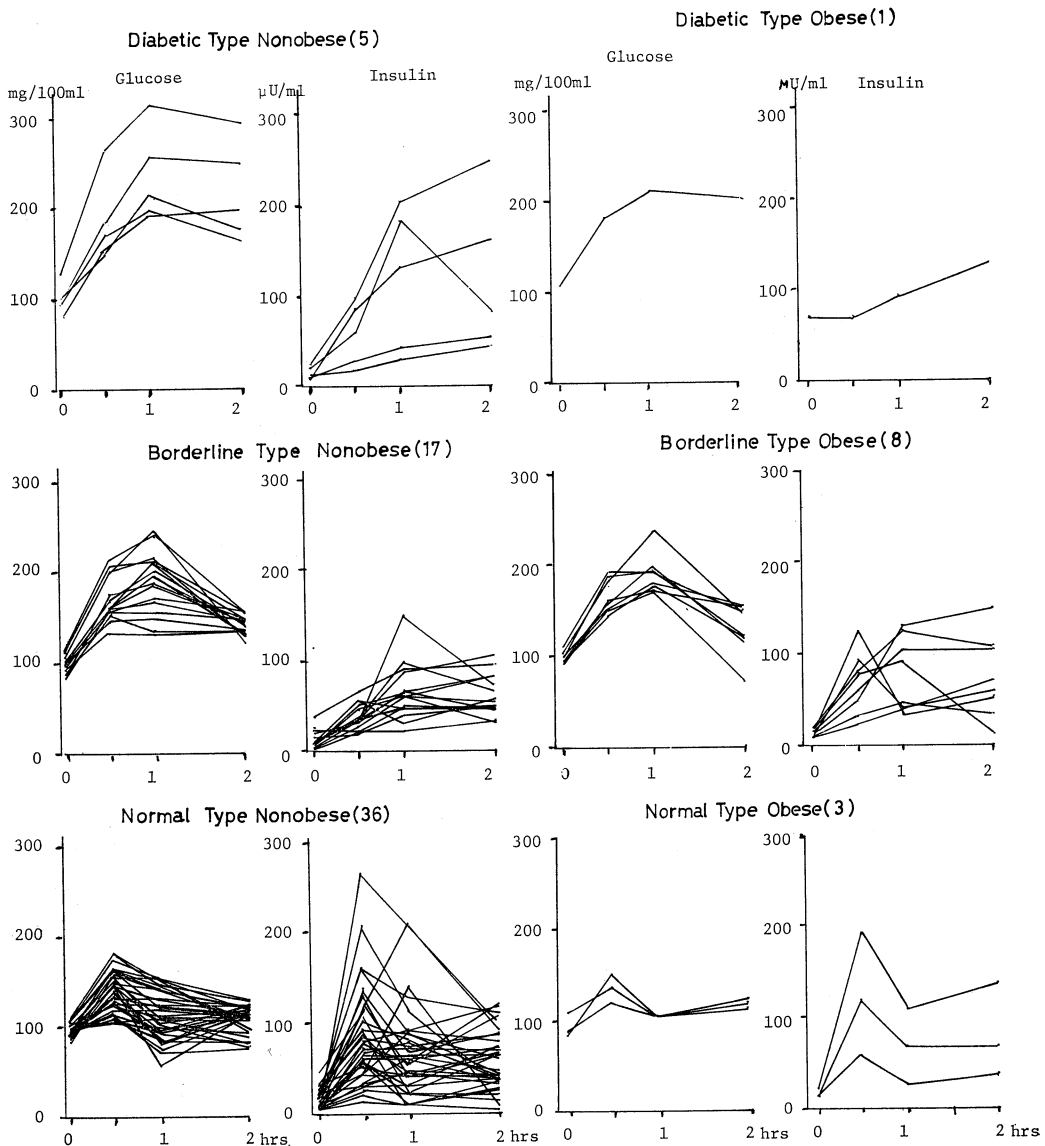 Diabetic Type Nonobese(5)
Diabetic Type Obese(1)
Glucose
Insulin
Glucose
Insulin
mg/100ml
μU/ml
mg/100ml
μU/ml
300
200
100
0
0 1 2
300
200
100
0
0 1 2
300
200
100
0
0 1 2
300
200
100
0
0 1 2
Borderline Type Nonobese(17)
Borderline Type Obese(8)
300
200
100
0
0 1 2
300
200
100
0
0 1 2
300
200
100
0
0 1 2
300
200
100
0
0 1 2
Normal Type Nonobese(36)
Normal Type Obese(3)
300
200
100
0
0 1 2 hrs
300
200
100
0
0 1 2 hrs
300
200
100
0
0 1 2 hrs
300
200
100
0
0 1 2 hrs